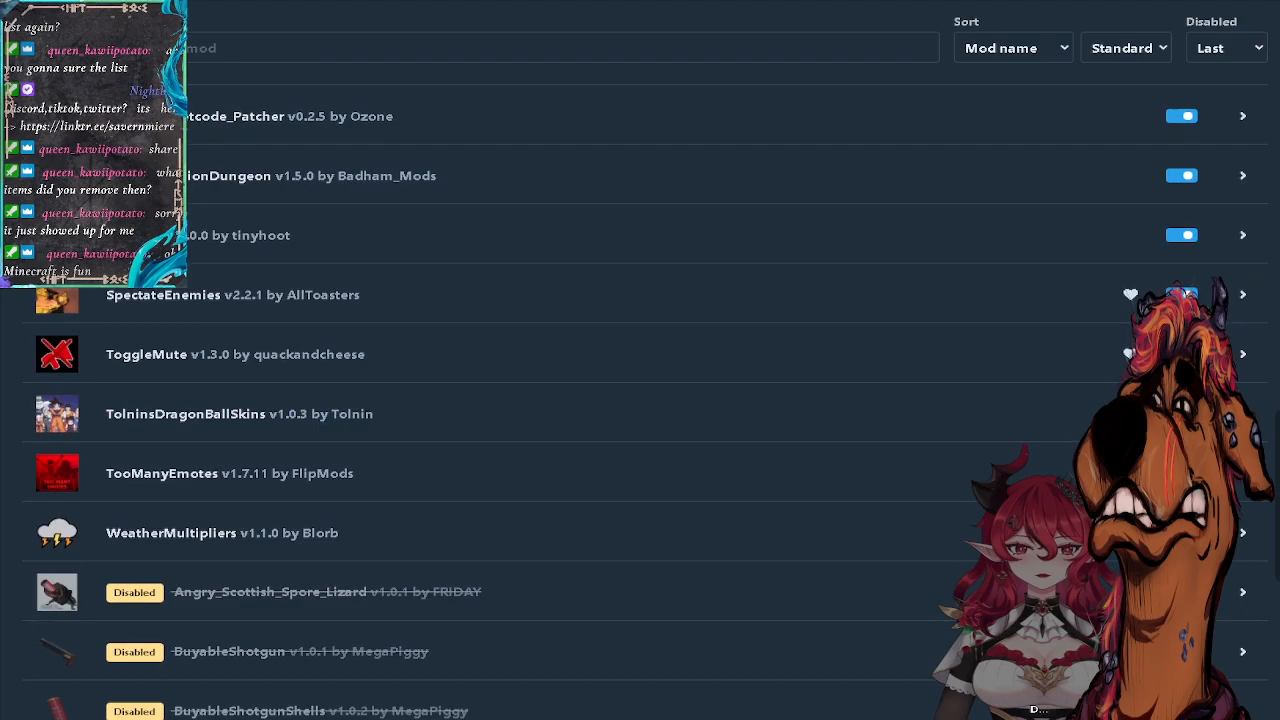 last again?
queen_kawiipotato:
you gonna sure the list
discord,tiktok,twitter? its
-> https://linktr.ee/savernmiere
queen_kawiipotato: share
queen_kawiipotato:
items did you remove then?
queen_kawiipotato:
it just showed up for me
queen_kawiipotato:
Minecraft is fun
mod
Sort
Disabled
Mod name
Standard
Last
otcode_Patcher v0.2.5 by Ozone
ionDungeon v1.5.0 by Badham_Mods
.0.0 by tinyhoot
SpectateEnemies v2.2.1 by AllToasters
ToggleMute v1.3.0 by quackandcheese
TolninsDragonBallSkins v1.0.3 by Tolnin
TooManyEmotes v1.7.11 by FlipMods
WeatherMultipliers v1.1.0 by Blorb
Disabled Angry_Scottish_Spore_Lizard v1.0.1 by FRIDAY
Disabled BuyableShotgun v1.0.1 by MegaPiggy
Disabled BuyableShotgunShells v1.0.2 by MegaPiggy
D...